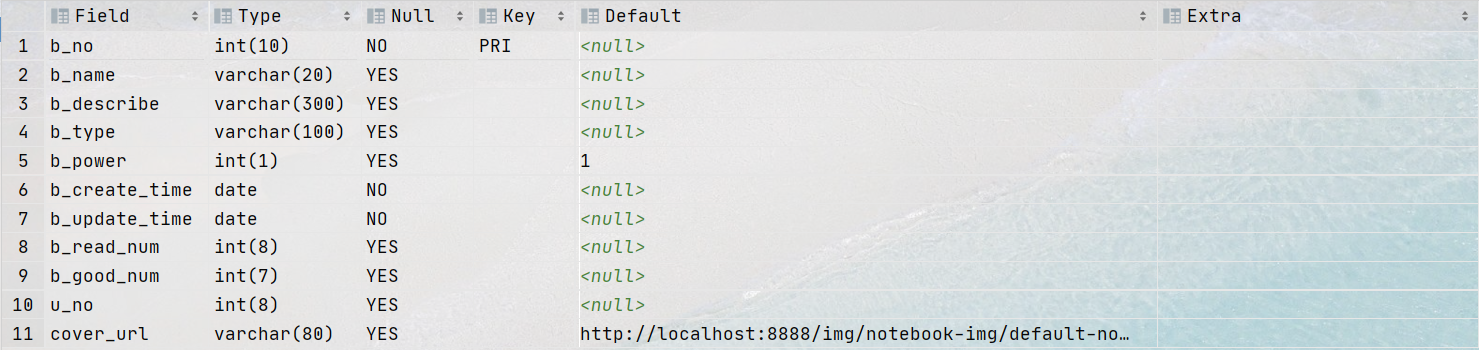 Field Type Null Key Default Extra
1 b_no int(10) NO PRI <null>
2 b_name varchar(20) YES <null>
3 b_describe varchar(300) YES <null>
4 b_type varchar(100) YES <null>
5 b_power int(1) YES 1
6 b_create_time date NO <null>
7 b_update_time date NO <null>
8 b_read_num int(8) YES <null>
9 b_good_num int(7) YES <null>
10 u_no int(8) YES <null>
11 cover_url varchar(80) YES http://localhost:8888/img/notebook-img/default-no…